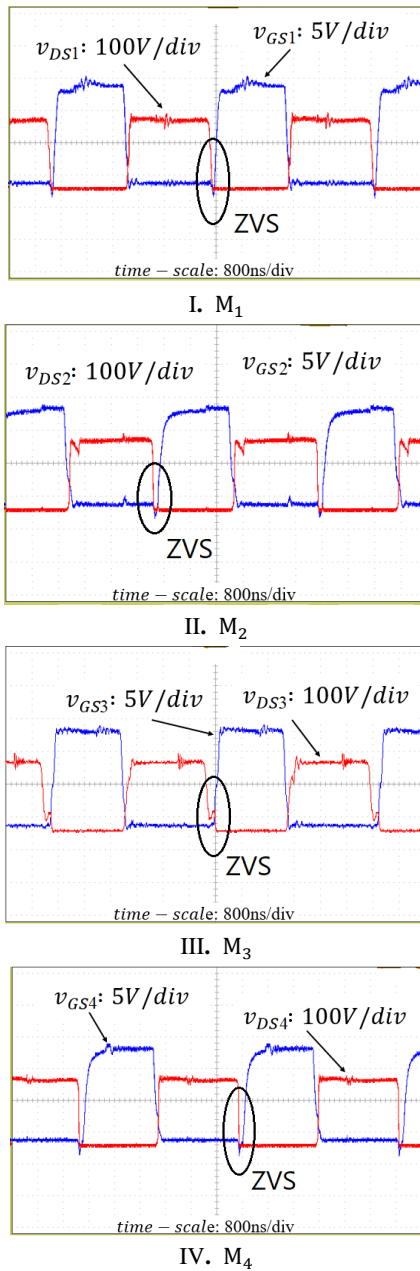 v_DS1: 100V/div v_GS1: 5V/div
ZVS
time − scale: 800ns/div
I. M₁
v_DS2: 100V/div v_GS2: 5V/div
ZVS
time − scale: 800ns/div
II. M₂
v_GS3: 5V/div v_DS3: 100V/div
ZVS
time − scale: 800ns/div
III. M₃
v_GS4: 5V/div v_DS4: 100V/div
ZVS
time − scale: 800ns/div
IV. M₄